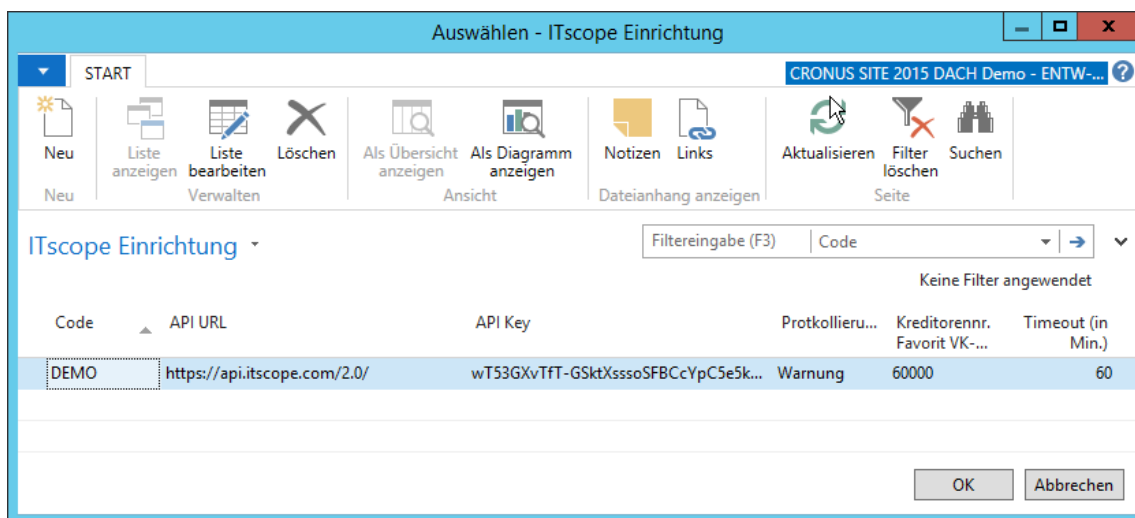 Auswählen - ITscope Einrichtung
START
CRONUS SITE 2015 DACH Demo - ENTW-...
Neu
Liste anzeigen
Liste bearbeiten
Löschen
Als Übersicht anzeigen
Als Diagramm anzeigen
Notizen
Links
Aktualisieren
Filter löschen
Suchen
Neu
Verwalten
Ansicht
Dateianhang anzeigen
Seite
ITscope Einrichtung
Filtereingabe (F3)
Code
Keine Filter angewendet
Code
API URL
API Key
Protkollieru...
Kreditorennr. Favorit VK-...
Timeout (in Min.)
DEMO
https://api.itscope.com/2.0/
wT53GXvTfT-GSktXsssoSFBCcYpC5e5k...
Warnung
60000
60
OK
Abbrechen